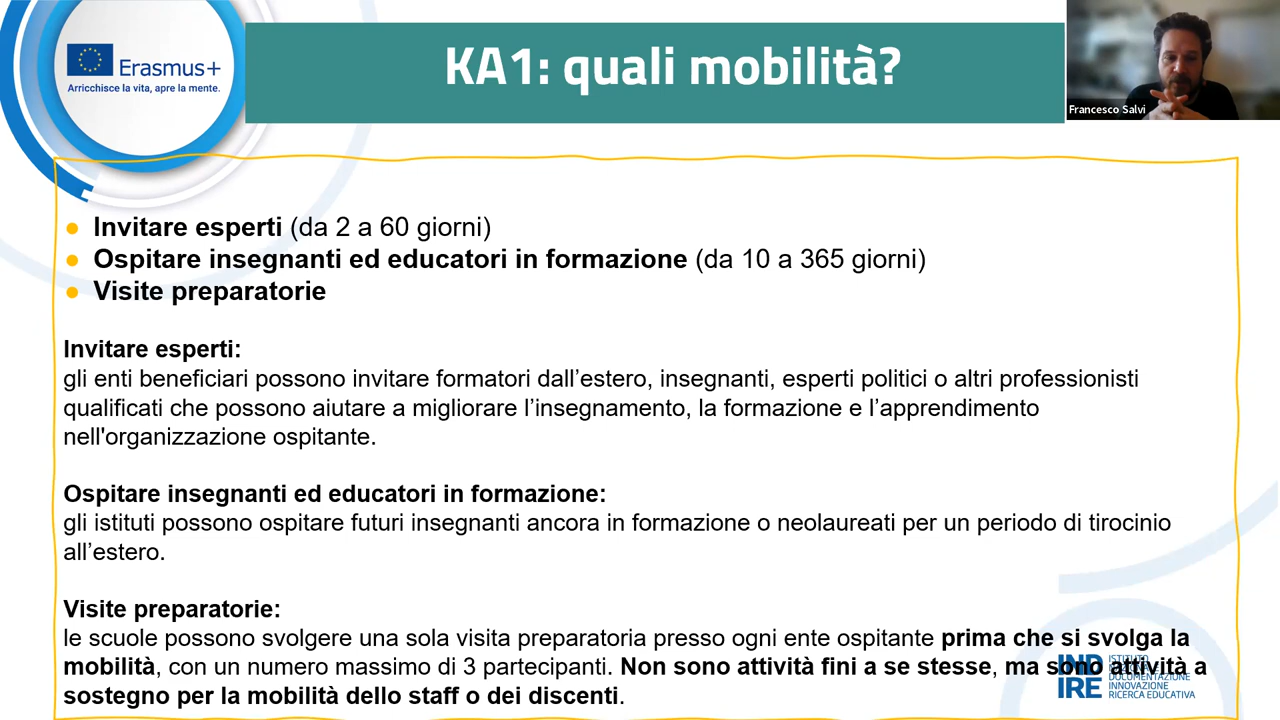 Erasmus+
Arricchisce la vita, apre la mente.
KA1: quali mobilità?
Francesco Salvi
● Invitare esperti (da 2 a 60 giorni)
● Ospitare insegnanti ed educatori in formazione (da 10 a 365 giorni)
● Visite preparatorie
Invitare esperti:
gli enti beneficiari possono invitare formatori dall’estero, insegnanti, esperti politici o altri professionisti
qualificati che possono aiutare a migliorare l’insegnamento, la formazione e l’apprendimento
nell'organizzazione ospitante.
Ospitare insegnanti ed educatori in formazione:
gli istituti possono ospitare futuri insegnanti ancora in formazione o neolaureati per un periodo di tirocinio
all’estero.
Visite preparatorie:
le scuole possono svolgere una sola visita preparatoria presso ogni ente ospitante prima che si svolga la
mobilità, con un numero massimo di 3 partecipanti. Non sono attività fini a se stesse, ma sono attività a
sostegno per la mobilità dello staff o dei discenti.
INDIRE
ISTITUTO
NAZIONALE
DOCUMENTAZIONE
INNOVAZIONE
RICERCA EDUCATIVA